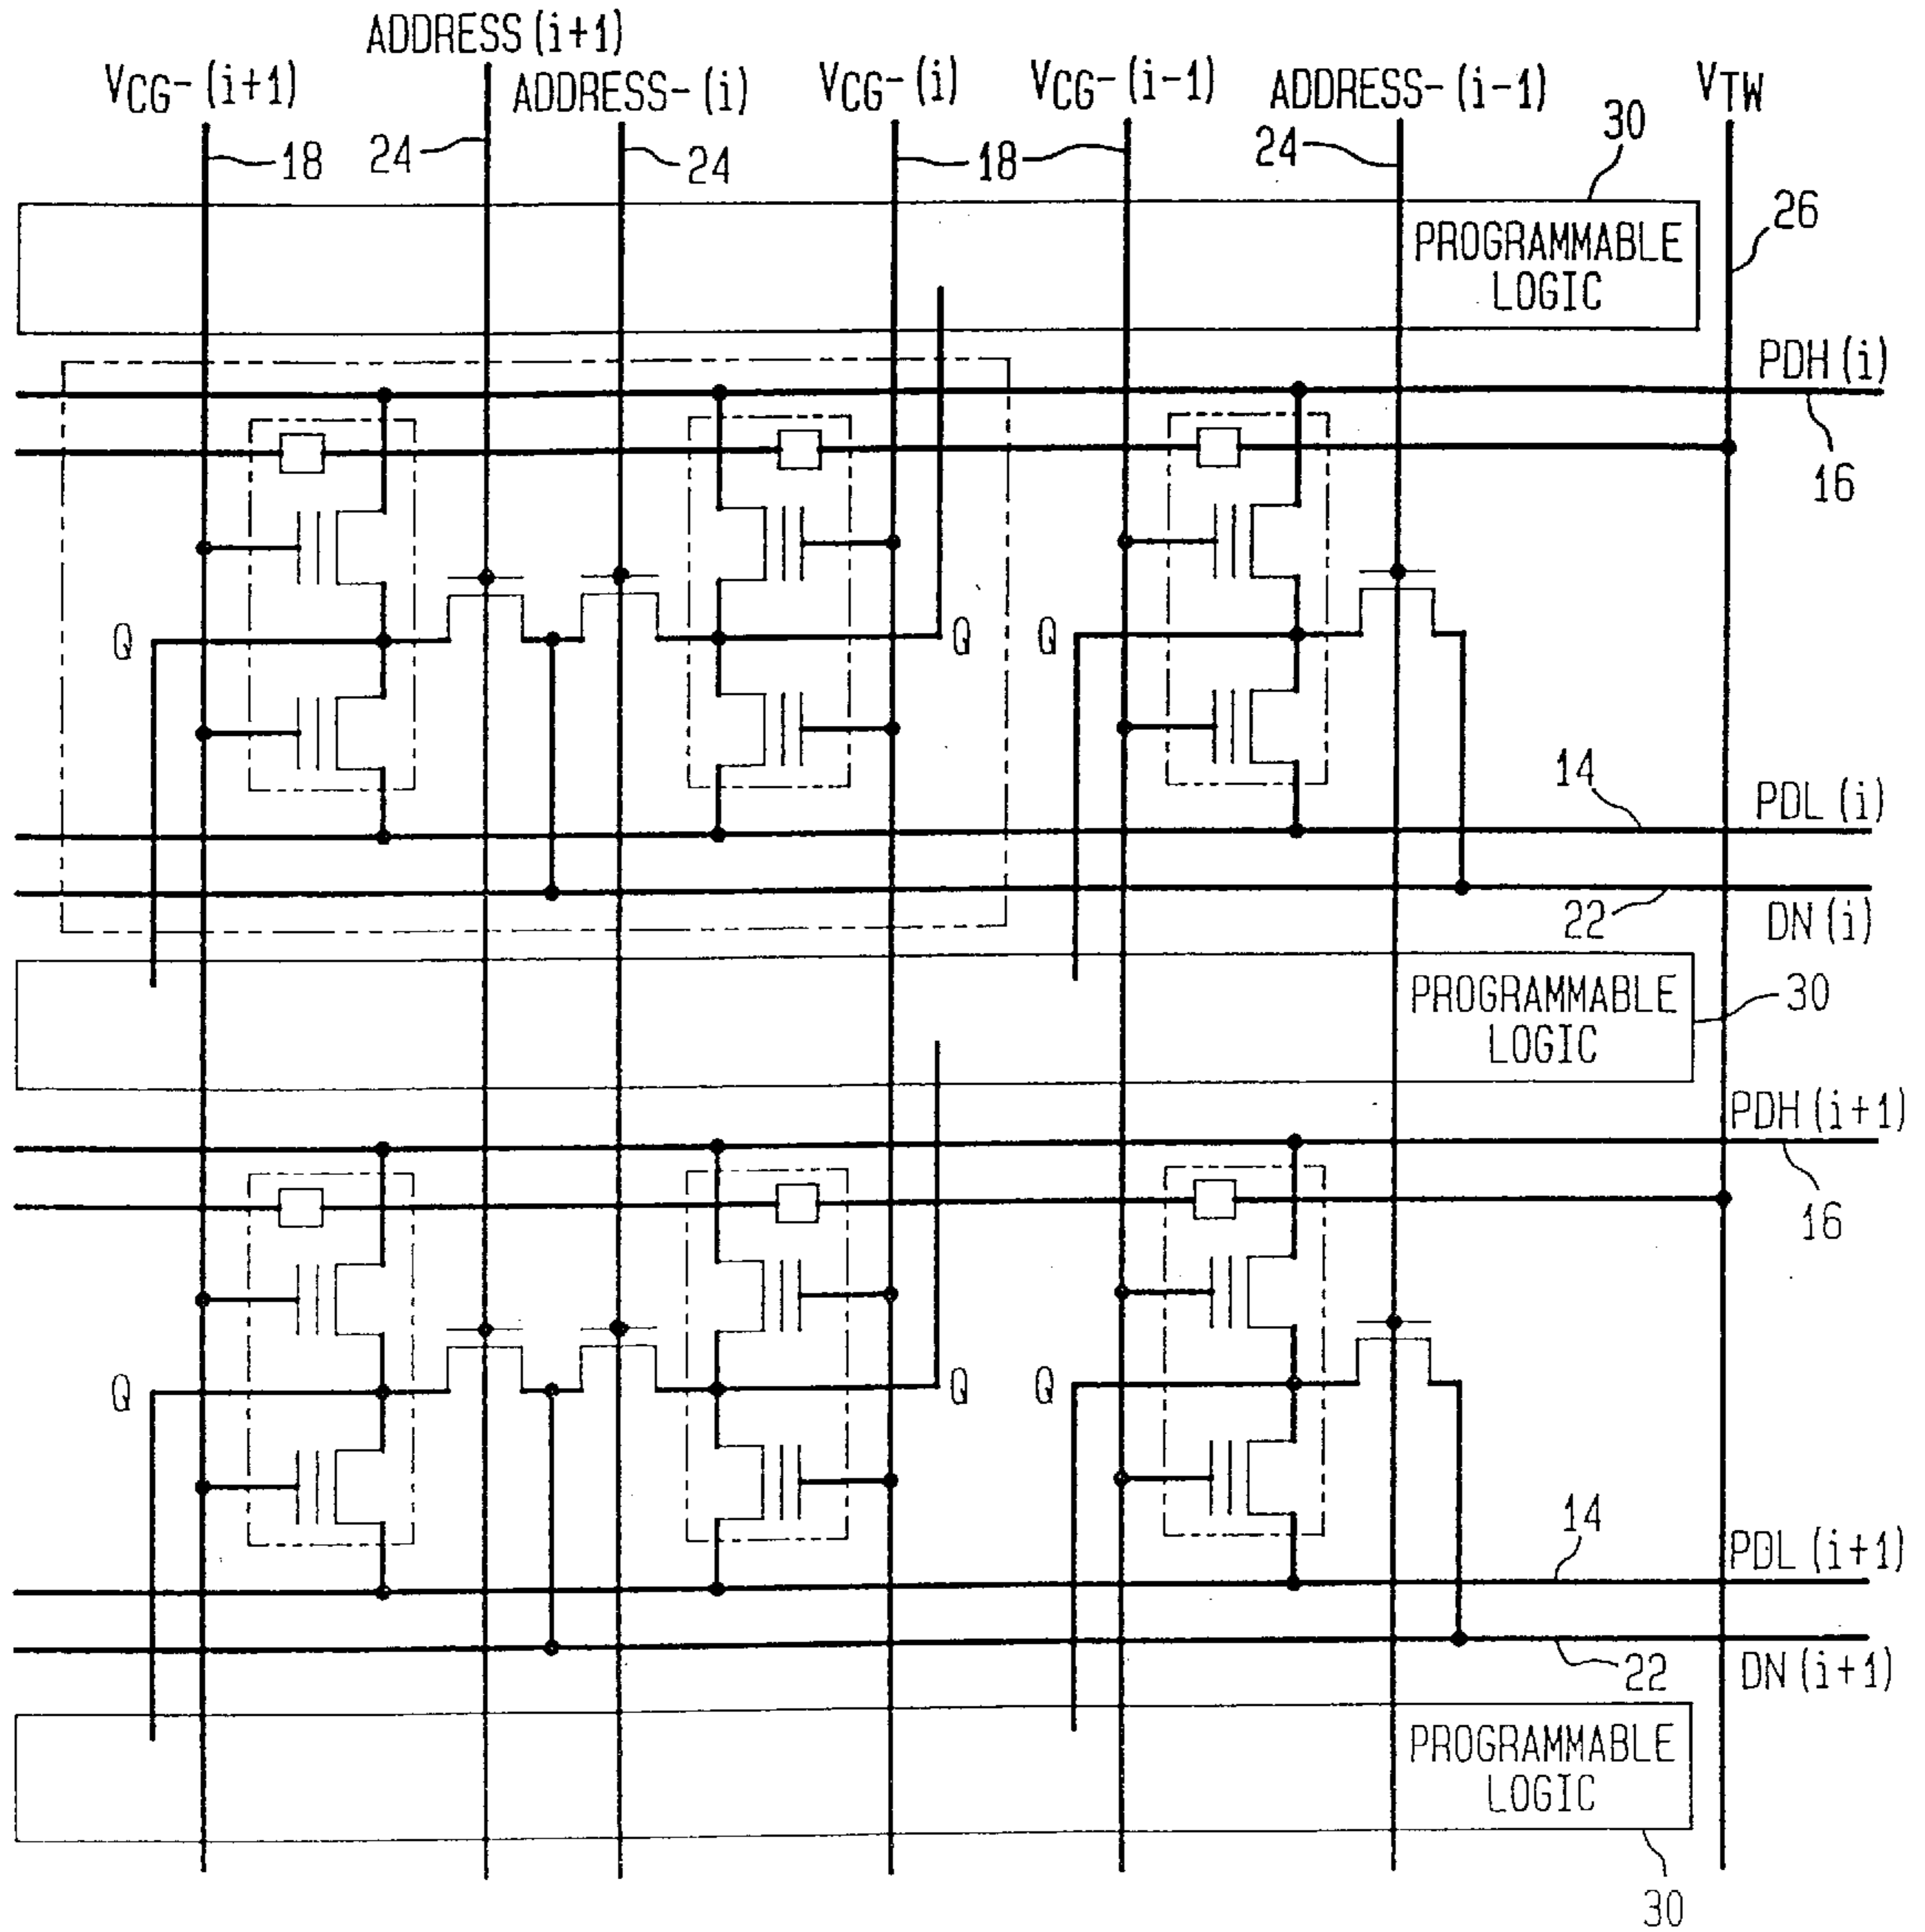 ADDRESS (i+1)
VCG- (i+1)
ADDRESS- (i)
VCG- (i)
VCG- (i-1)
ADDRESS- (i-1)
VTW
18
24
24
18
24
30
26
PROGRAMMABLE
LOGIC
PDH (i)
16
Q
Q
Q
14
PDL (i)
22
DN (i)
PROGRAMMABLE
LOGIC
30
PDH (i+1)
16
Q
Q
Q
14
PDL (i+1)
22
DN (i+1)
PROGRAMMABLE
LOGIC
30